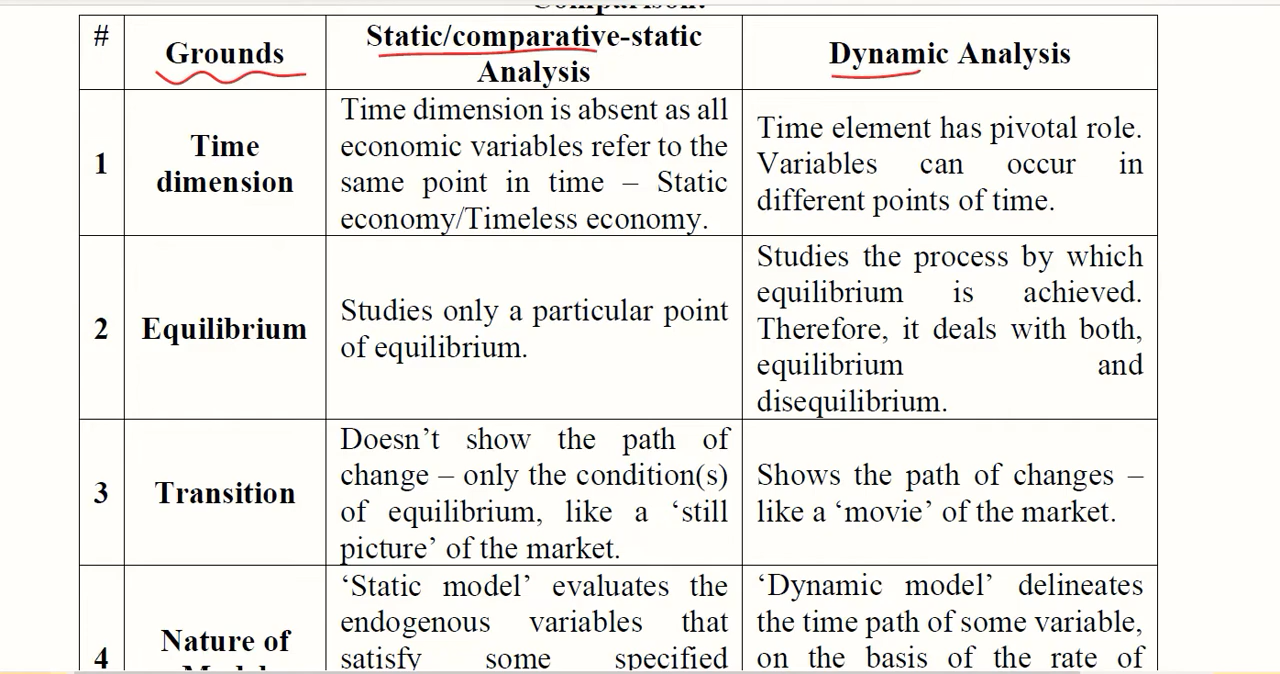 Comparison:
#
Grounds
Static/comparative-static
Analysis
Dynamic Analysis
1
Time
dimension
Time dimension is absent as all
economic variables refer to the
same point in time – Static
economy/Timeless economy.
Time element has pivotal role.
Variables can occur in
different points of time.
2
Equilibrium
Studies only a particular point
of equilibrium.
Studies the process by which
equilibrium is achieved.
Therefore, it deals with both,
equilibrium and
disequilibrium.
3
Transition
Doesn’t show the path of
change – only the condition(s)
of equilibrium, like a ‘still
picture’ of the market.
Shows the path of changes –
like a ‘movie’ of the market.
4
Nature of
‘Static model’ evaluates the
endogenous variables that
satisfy some specified
‘Dynamic model’ delineates
the time path of some variable,
on the basis of the rate of